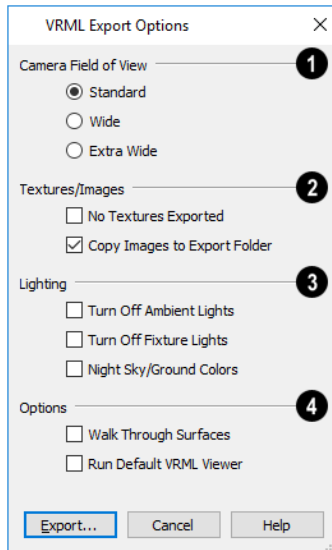 VRML Export Options
Camera Field of View 1
Standard
Wide
Extra Wide
Textures/Images 2
No Textures Exported
Copy Images to Export Folder
Lighting 3
Turn Off Ambient Lights
Turn Off Fixture Lights
Night Sky/Ground Colors
Options 4
Walk Through Surfaces
Run Default VRML Viewer
Export... Cancel Help